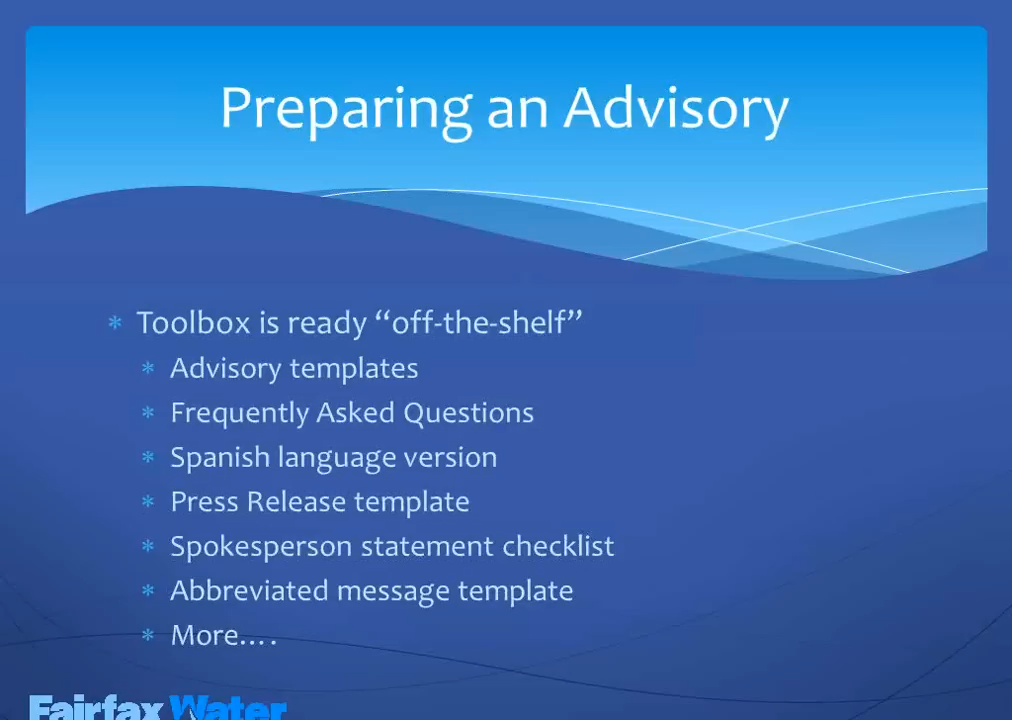 Preparing an Advisory
* Toolbox is ready “off-the-shelf”
* Advisory templates
* Frequently Asked Questions
* Spanish language version
* Press Release template
* Spokesperson statement checklist
* Abbreviated message template
* More….
Fairfax Water